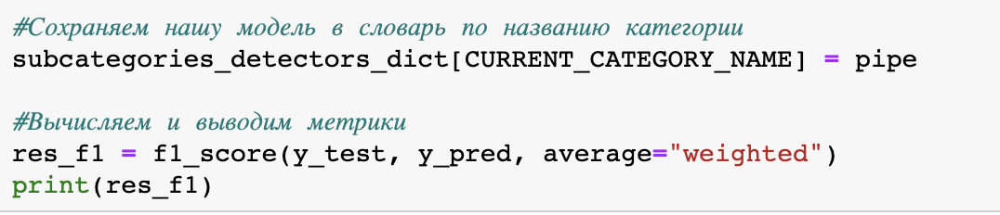 #Сохраняем нашу модель в словарь по названию категории
subcategories_detectors_dict[CURRENT_CATEGORY_NAME] = pipe
#Вычисляем и выводим метрики
res_f1 = f1_score(y_test, y_pred, average="weighted")
print(res_f1)